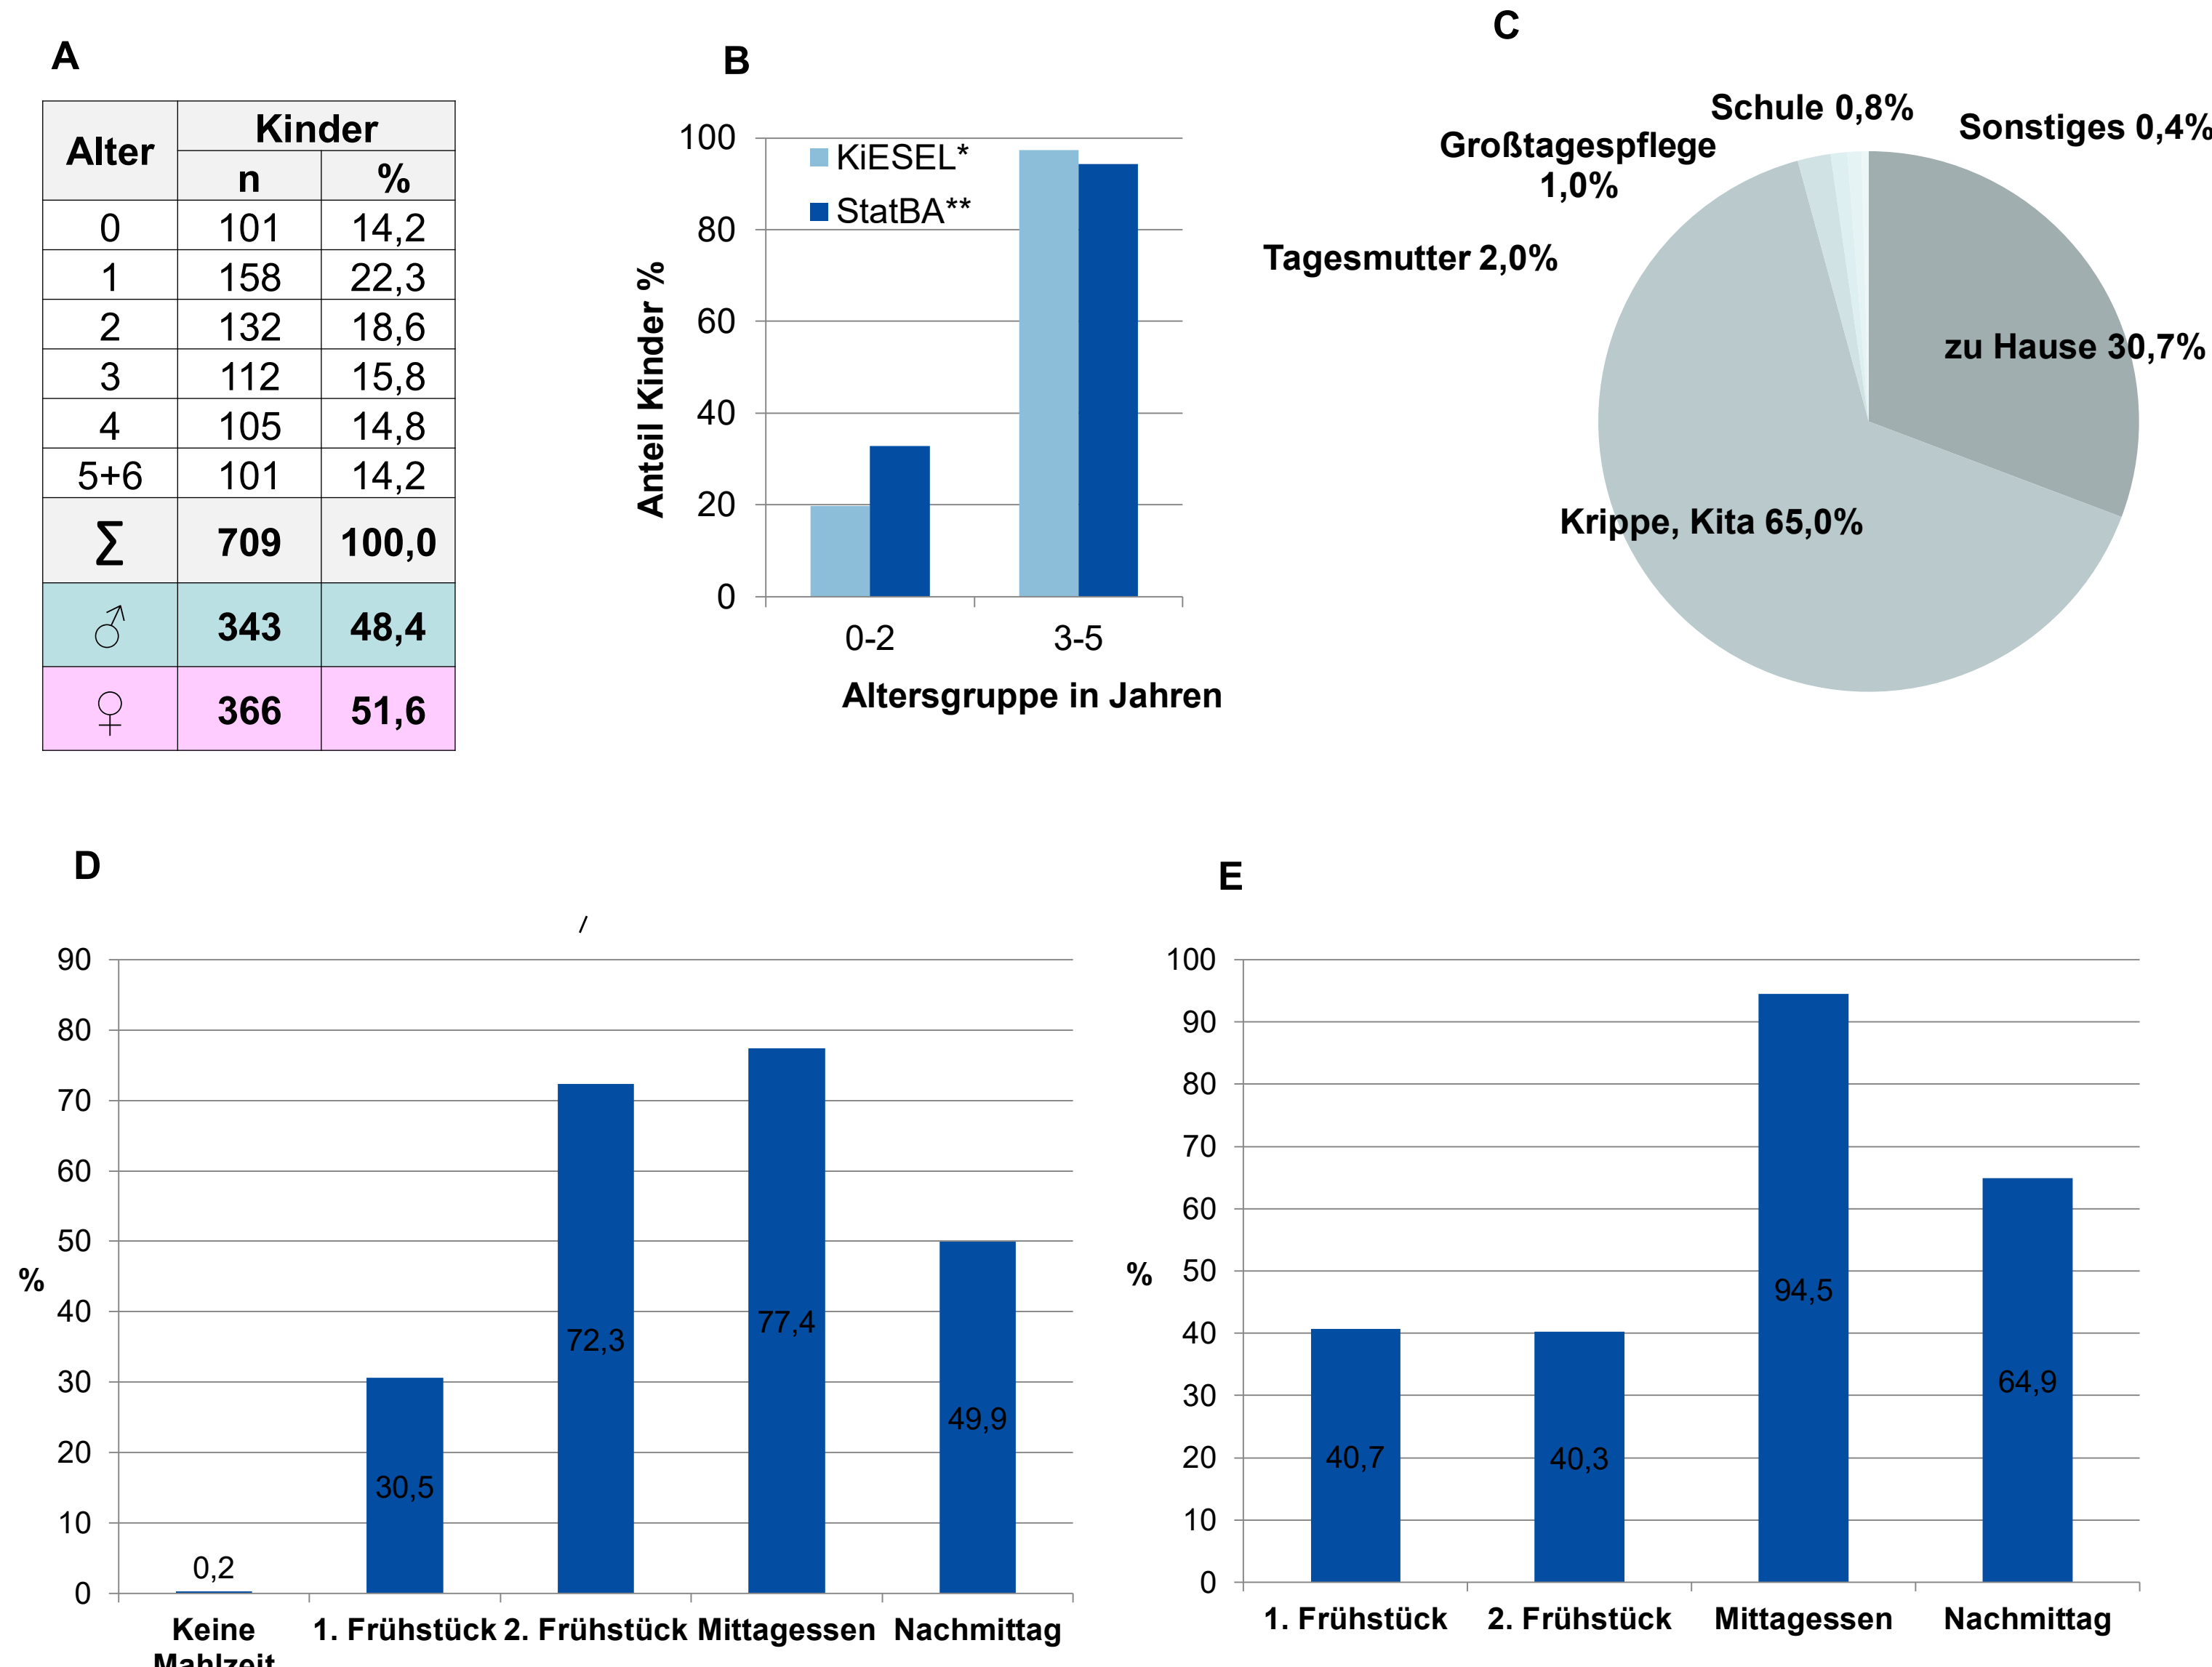 A
Alter Kinder
n %
0 101 14,2
1 158 22,3
2 132 18,6
3 112 15,8
4 105 14,8
5+6 101 14,2
Σ 709 100,0
♂ 343 48,4
♀ 366 51,6
B
Anteil Kinder %
100
80
60
40
20
0
KiESEL*
StatBA**
0-2 3-5
Altersgruppe in Jahren
C
Schule 0,8%
Sonstiges 0,4%
Großtagespflege
1,0%
Tagesmutter 2,0%
zu Hause 30,7%
Krippe, Kita 65,0%
D
/
%
90
80
70
60
50
40
30
20
10
0
0,2
30,5
72,3
77,4
49,9
Keine
Mahlzeit
1. Frühstück 2. Frühstück Mittagessen Nachmittag
E
%
100
90
80
70
60
50
40
30
20
10
0
40,7
40,3
94,5
64,9
1. Frühstück 2. Frühstück Mittagessen Nachmittag